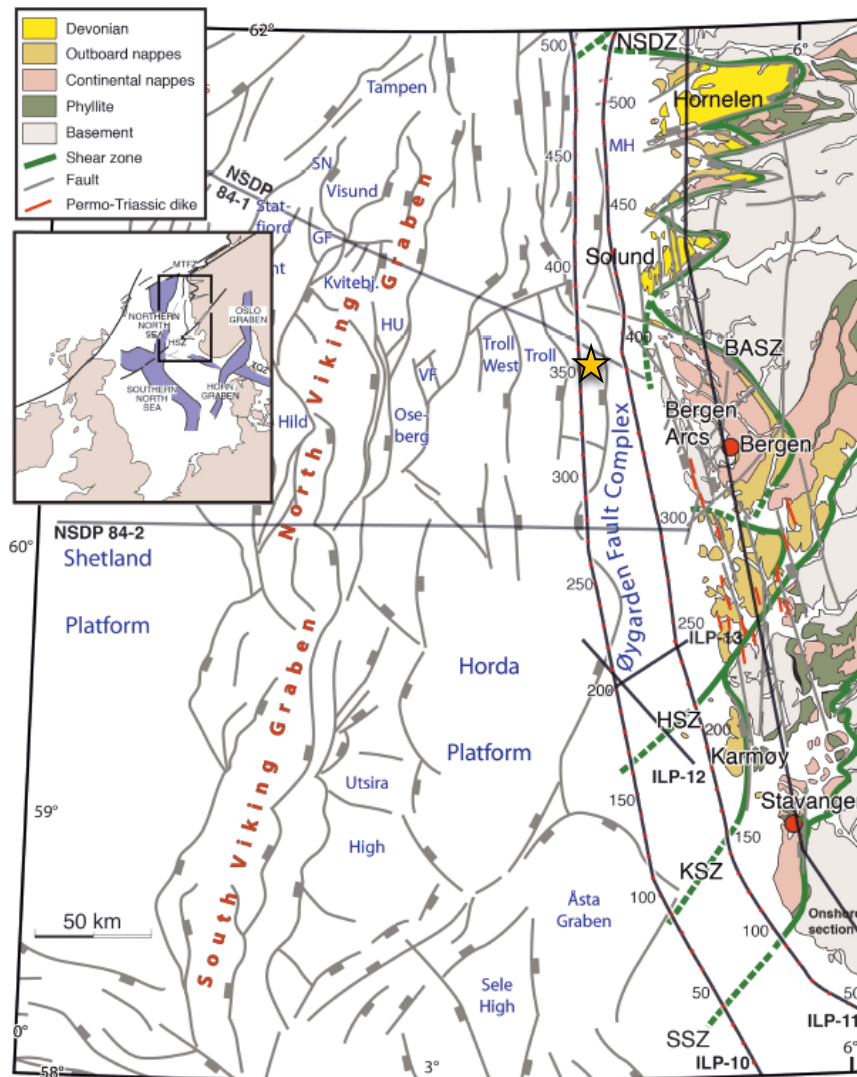 Devonian
Outboard nappes
Continental nappes
Phyllite
Basement
Shear zone
Fault
Permo-Triassic dike
62°
6°
500
NSDZ
Hornelen
Tampen
500
MH
450
450
SN
Visund
NSDP
84-1
Stat-
fjord
GF
nt
Kvitebj.
Solund
400
400
MTFZ
NORTHERN
NORTH
SEA
HSZ
OSLO
GRABEN
SOUTHERN
NORTH
SEA
HORN
GRABEN
HU
Troll
West
Troll
350
BASZ
VF
Ose-
berg
Hild
Bergen
Arcs
Bergen
North Viking Graben
Øygarden Fault Complex
300
300
NSDP 84-2
60°
Shetland
Platform
250
250
ILP-13
Horda
Platform
200
200
HSZ
ILP-12
Karmøy
Utsira
High
59°
150
150
Stavanger
South Viking Graben
KSZ
50 km
100
100
Åsta
Graben
Onshore
section
Sele
High
50
50
SSZ
ILP-11
ILP-10
0°
58°
3°
6°